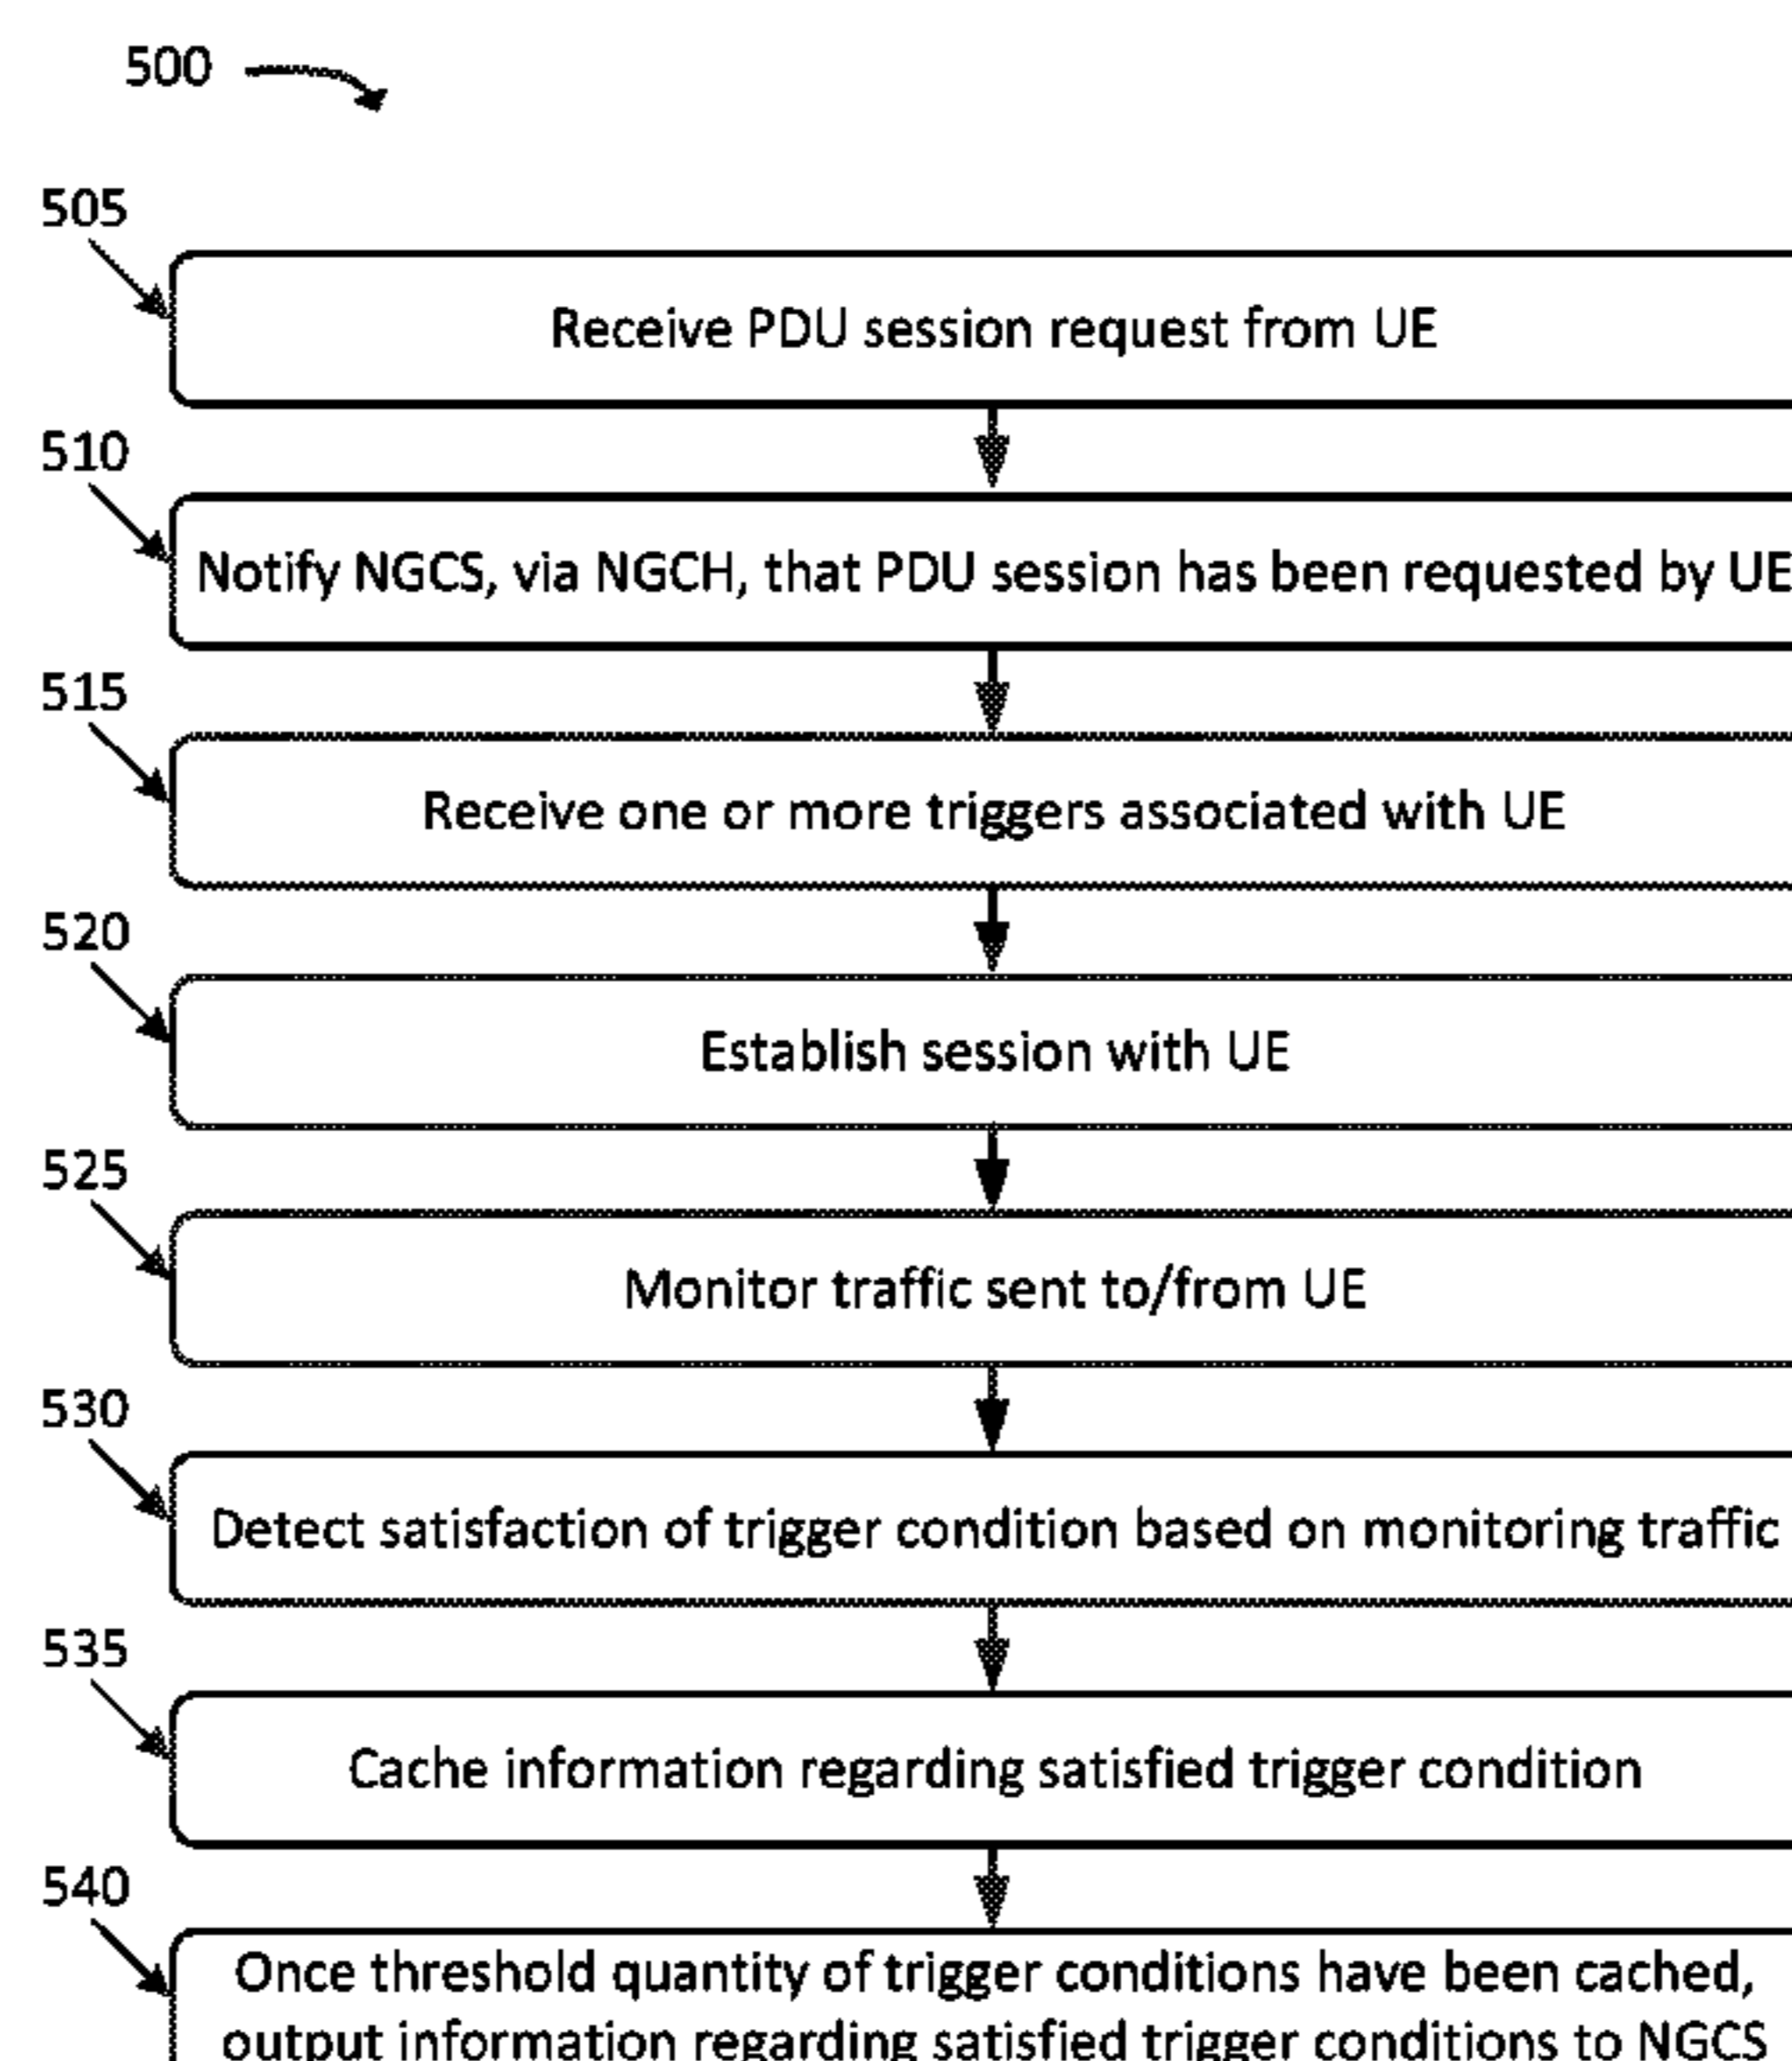 500
505
Receive PDU session request from UE
510
Notify NGCS, via NGCH, that PDU session has been requested by UE
515
Receive one or more triggers associated with UE
520
Establish session with UE
525
Monitor traffic sent to/from UE
530
Detect satisfaction of trigger condition based on monitoring traffic
535
Cache information regarding satisfied trigger condition
540
Once threshold quantity of trigger conditions have been cached,
output information regarding satisfied trigger conditions to NGCS